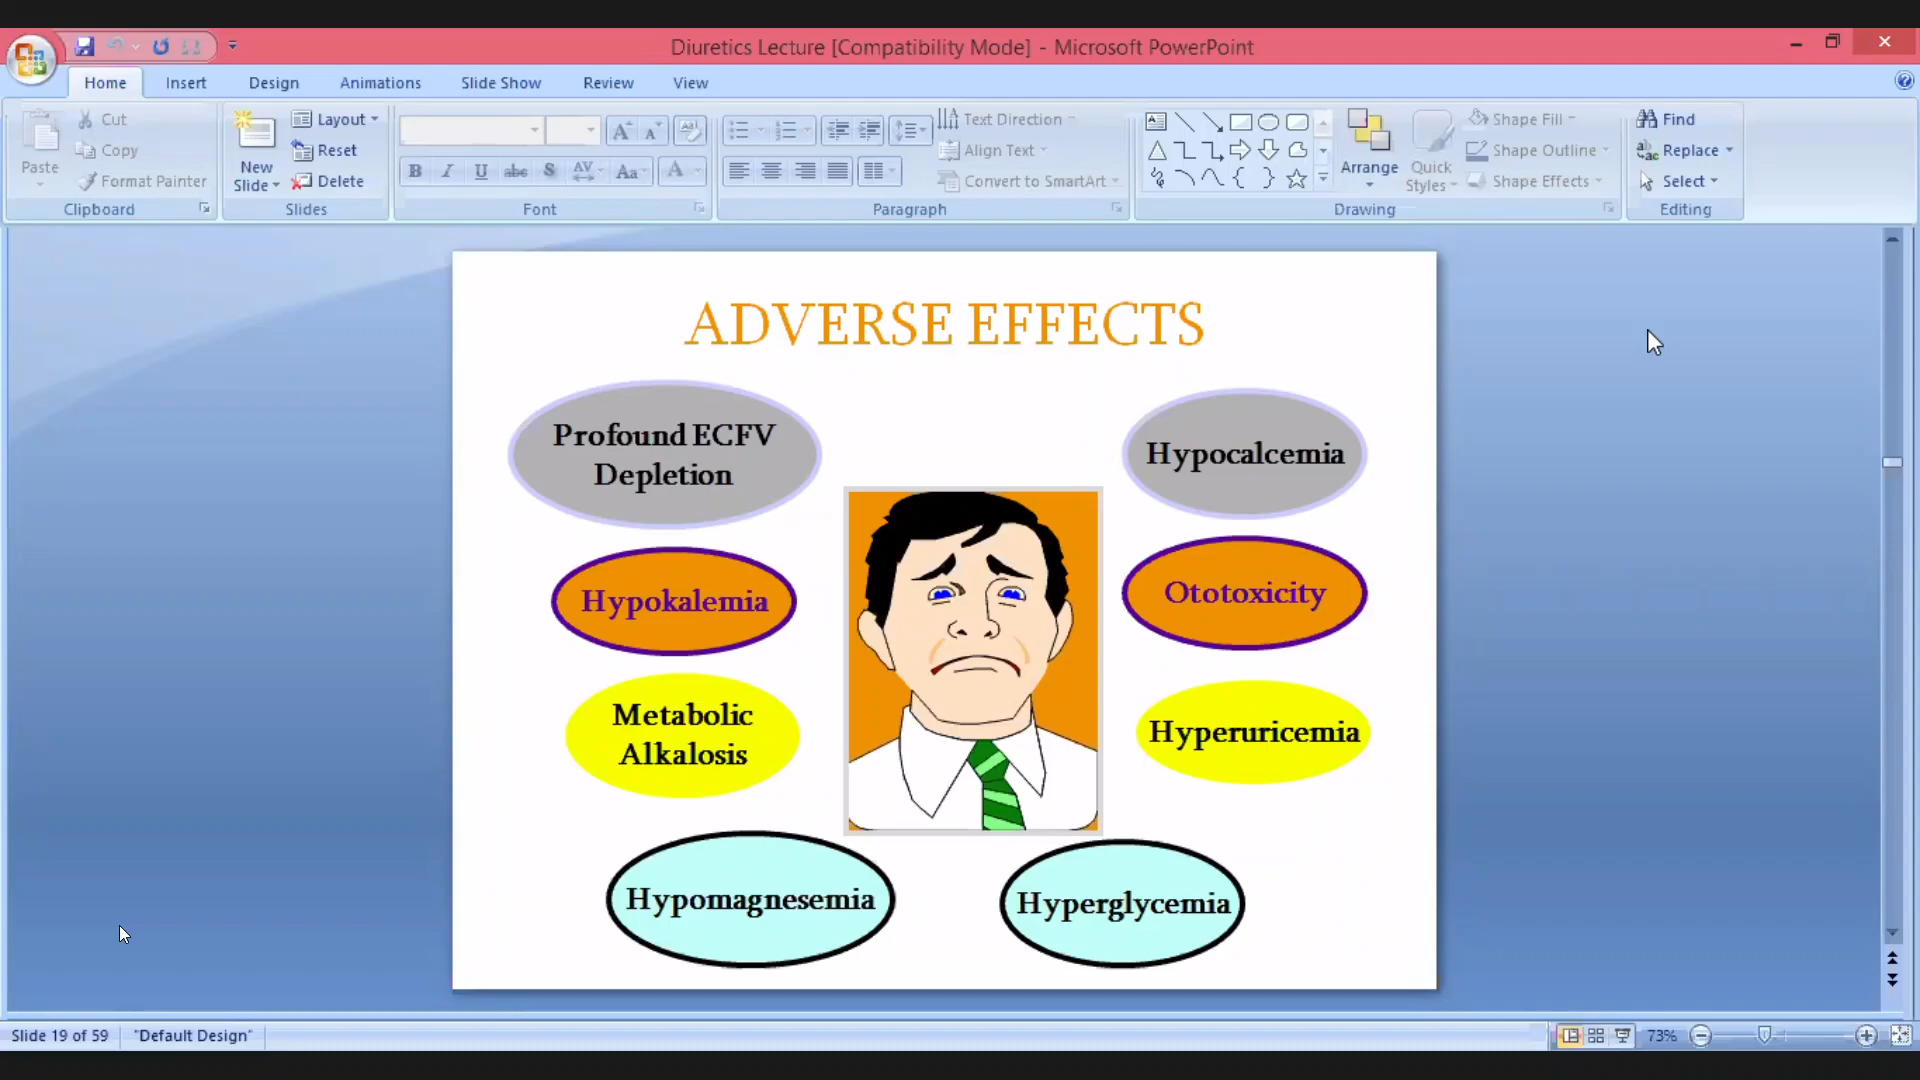 Diuretics Lecture [Compatibility Mode] - Microsoft PowerPoint
Home Insert Design Animations Slide Show Review View
Paste
Cut
Copy
Format Painter
Clipboard
New
Slide
Layout
Reset
Delete
Slides
B I U abc S AV Aa A
Font
Text Direction
Align Text
Convert to SmartArt
Paragraph
Arrange
Quick
Styles
Shape Fill
Shape Outline
Shape Effects
Drawing
Find
Replace
Select
Editing
ADVERSE EFFECTS
Profound ECFV
Depletion
Hypocalcemia
Hypokalemia
Ototoxicity
Metabolic
Alkalosis
Hyperuricemia
Hypomagnesemia
Hyperglycemia
Slide 19 of 59 "Default Design" 73%